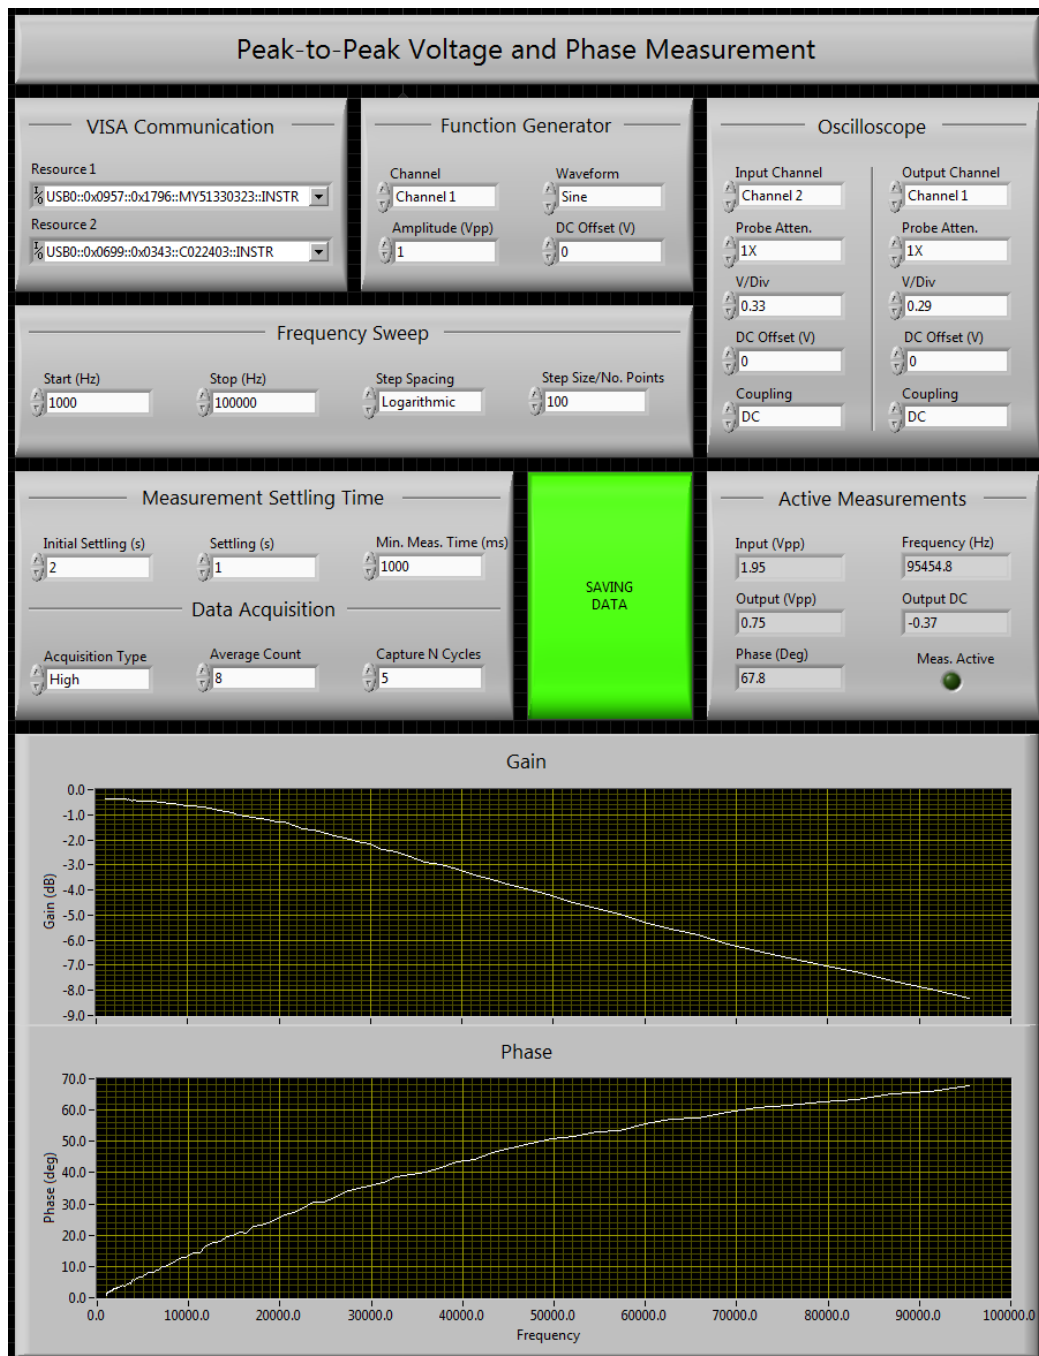 Peak-to-Peak Voltage and Phase Measurement
VISA Communication
Resource 1
I/O USB0::0x0957::0x1796::MY51330323::INSTR
Resource 2
I/O USB0::0x0699::0x0343::C022403::INSTR
Function Generator
Channel
Waveform
Channel 1
Sine
Amplitude (Vpp)
DC Offset (V)
1
0
Oscilloscope
Input Channel
Output Channel
Channel 2
Channel 1
Probe Atten.
Probe Atten.
1X
1X
V/Div
V/Div
0.33
0.29
DC Offset (V)
DC Offset (V)
0
0
Coupling
Coupling
DC
DC
Frequency Sweep
Start (Hz)
Stop (Hz)
Step Spacing
Step Size/No. Points
1000
100000
Logarithmic
100
Measurement Settling Time
Initial Settling (s)
Settling (s)
Min. Meas. Time (ms)
2
1
1000
Data Acquisition
Acquisition Type
Average Count
Capture N Cycles
High
8
5
SAVING
DATA
Active Measurements
Input (Vpp)
Frequency (Hz)
1.95
95454.8
Output (Vpp)
Output DC
0.75
-0.37
Phase (Deg)
Meas. Active
67.8
Gain
Gain (dB)
0.0
-1.0
-2.0
-3.0
-4.0
-5.0
-6.0
-7.0
-8.0
-9.0
Phase
Phase (deg)
70.0
60.0
50.0
40.0
30.0
20.0
10.0
0.0
0.0 10000.0 20000.0 30000.0 40000.0 50000.0 60000.0 70000.0 80000.0 90000.0 100000.0
Frequency